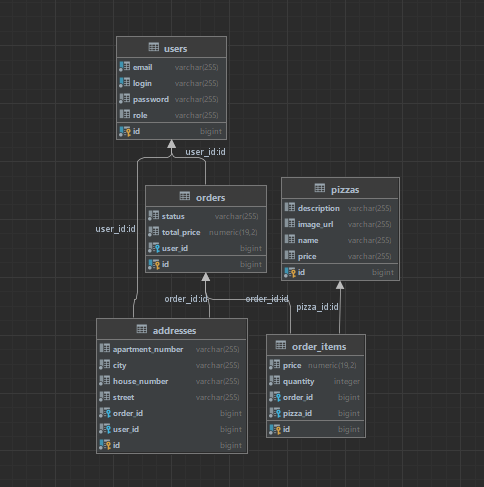 users
email varchar(255)
login varchar(255)
password varchar(255)
role varchar(255)
id bigint
user_id:id
orders
status varchar(255)
total_price numeric(19,2)
user_id bigint
id bigint
pizzas
description varchar(255)
image_url varchar(255)
name varchar(255)
price varchar(255)
id bigint
user_id:id
order_id:id
order_id:id
pizza_id:id
addresses
apartment_number varchar(255)
city varchar(255)
house_number varchar(255)
street varchar(255)
order_id bigint
user_id bigint
id bigint
order_items
price numeric(19,2)
quantity integer
order_id bigint
pizza_id bigint
id bigint